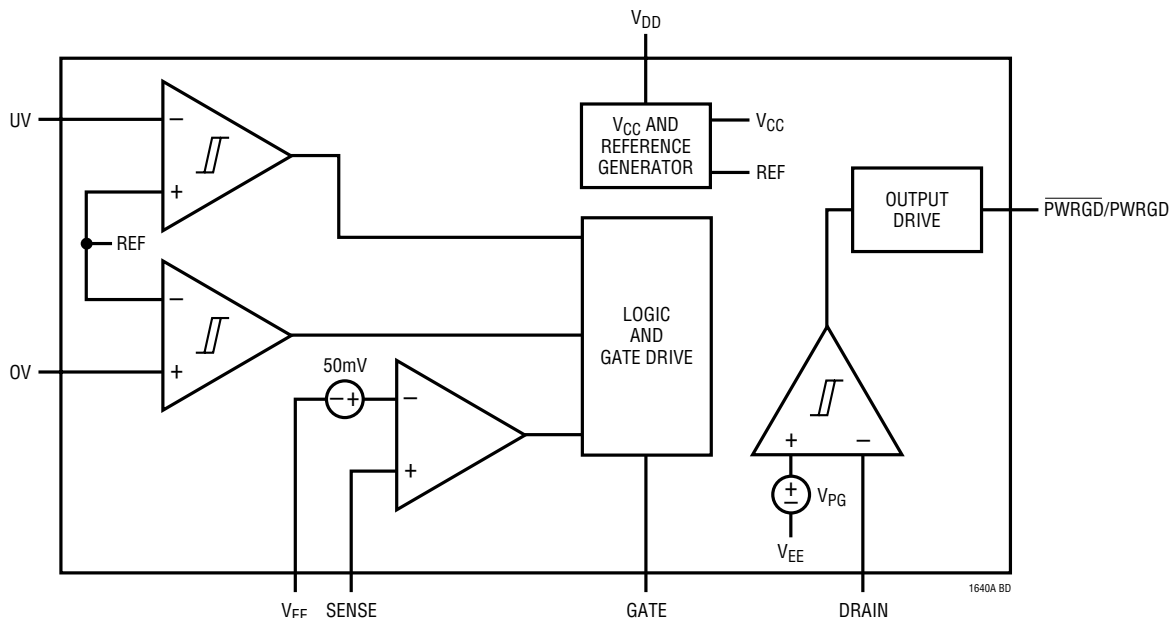 VDD
UV
−
+
VCC AND
REFERENCE
GENERATOR
VCC
REF
OUTPUT
DRIVE
PWRGD/PWRGD
REF
−
+
OV
LOGIC
AND
GATE DRIVE
50mV
− +
−
+
+
−
+
−
VPG
VEE
1640A BD
VEE
SENSE
GATE
DRAIN